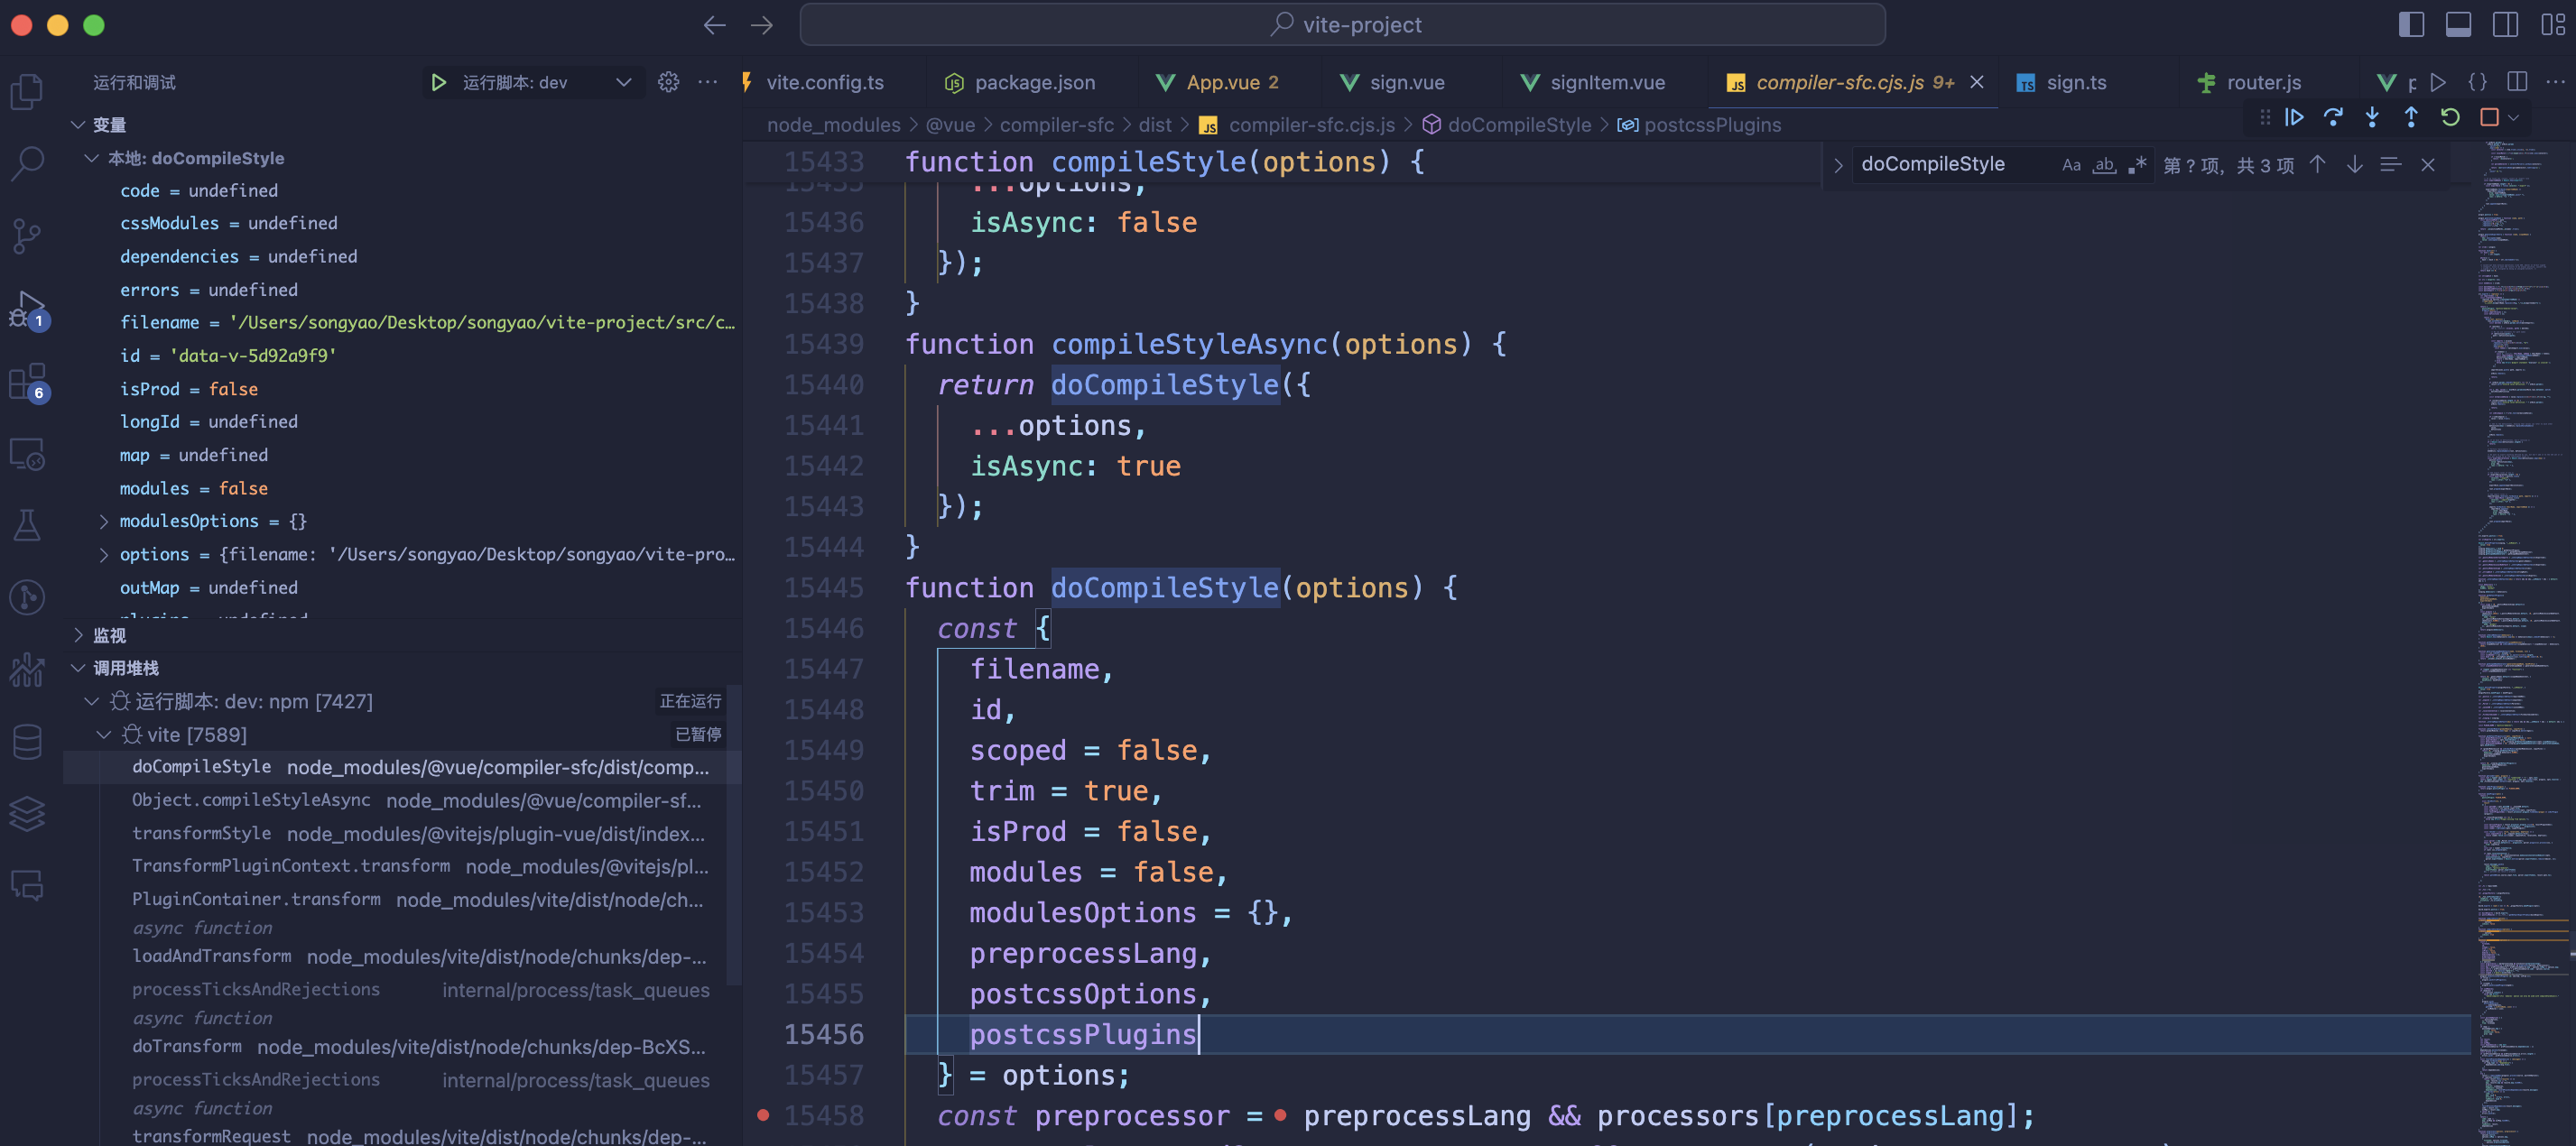 vite-project
运行和调试
运行脚本: dev
变量
本地: doCompileStyle
code = undefined
cssModules = undefined
dependencies = undefined
errors = undefined
filename = '/Users/songyao/Desktop/songyao/vite-project/src/c…
id = 'data-v-5d92a9f9'
isProd = false
longId = undefined
map = undefined
modules = false
modulesOptions = {}
options = {filename: '/Users/songyao/Desktop/songyao/vite-pro…
outMap = undefined
plugins = undefined
监视
调用堆栈
运行脚本: dev: npm [7427] 正在运行
vite [7589] 已暂停
doCompileStyle node_modules/@vue/compiler-sfc/dist/comp...
Object.compileStyleAsync node_modules/@vue/compiler-sf...
transformStyle node_modules/@vitejs/plugin-vue/dist/index...
TransformPluginContext.transform node_modules/@vitejs/pl...
PluginContainer.transform node_modules/vite/dist/node/ch...
async function
loadAndTransform node_modules/vite/dist/node/chunks/dep-...
processTicksAndRejections internal/process/task_queues
async function
doTransform node_modules/vite/dist/node/chunks/dep-BcXS...
processTicksAndRejections internal/process/task_queues
async function
transformRequest node_modules/vite/dist/node/chunks/dep-...
1
6
vite.config.ts package.json App.vue 2 sign.vue signItem.vue compiler-sfc.cjs.js 9+ sign.ts router.js
node_modules > @vue > compiler-sfc > dist > compiler-sfc.cjs.js > doCompileStyle > postcssPlugins
doCompileStyle Aa ab 第 ? 项, 共 3 项
15433 function compileStyle(options) {
15435 ...options,
15436 isAsync: false
15437 });
15438 }
15439 function compileStyleAsync(options) {
15440 return doCompileStyle({
15441 ...options,
15442 isAsync: true
15443 });
15444 }
15445 function doCompileStyle(options) {
15446 const {
15447 filename,
15448 id,
15449 scoped = false,
15450 trim = true,
15451 isProd = false,
15452 modules = false,
15453 modulesOptions = {},
15454 preprocessLang,
15455 postcssOptions,
15456 postcssPlugins
15457 } = options;
15458 const preprocessor = preprocessLang && processors[preprocessLang];